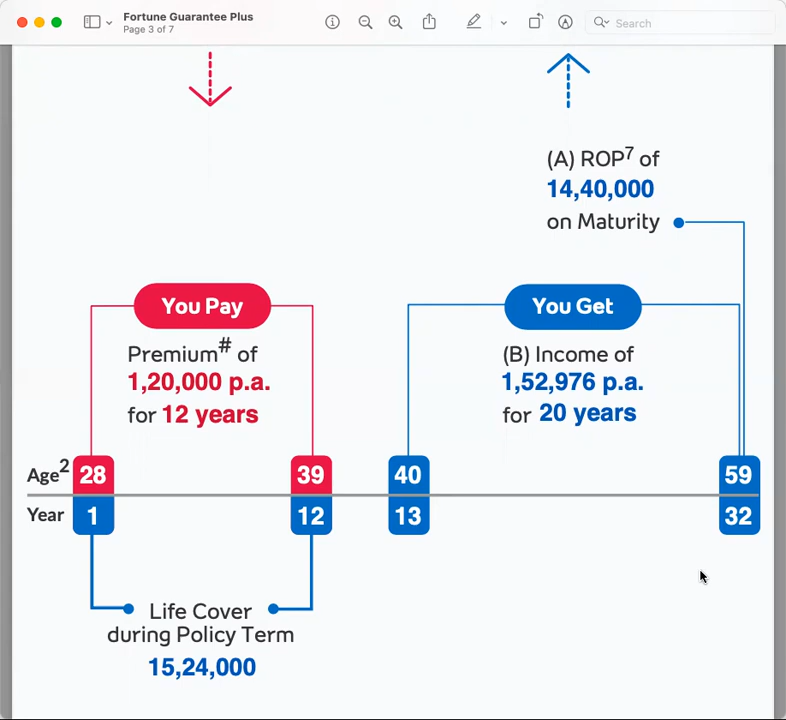 Fortune Guarantee Plus
Page 3 of 7
Search
(A) ROP7 of
14,40,000
on Maturity
You Pay
Premium# of
1,20,000 p.a.
for 12 years
You Get
(B) Income of
1,52,976 p.a.
for 20 years
Age2 28 39 40 59
Year 1 12 13 32
Life Cover
during Policy Term
15,24,000